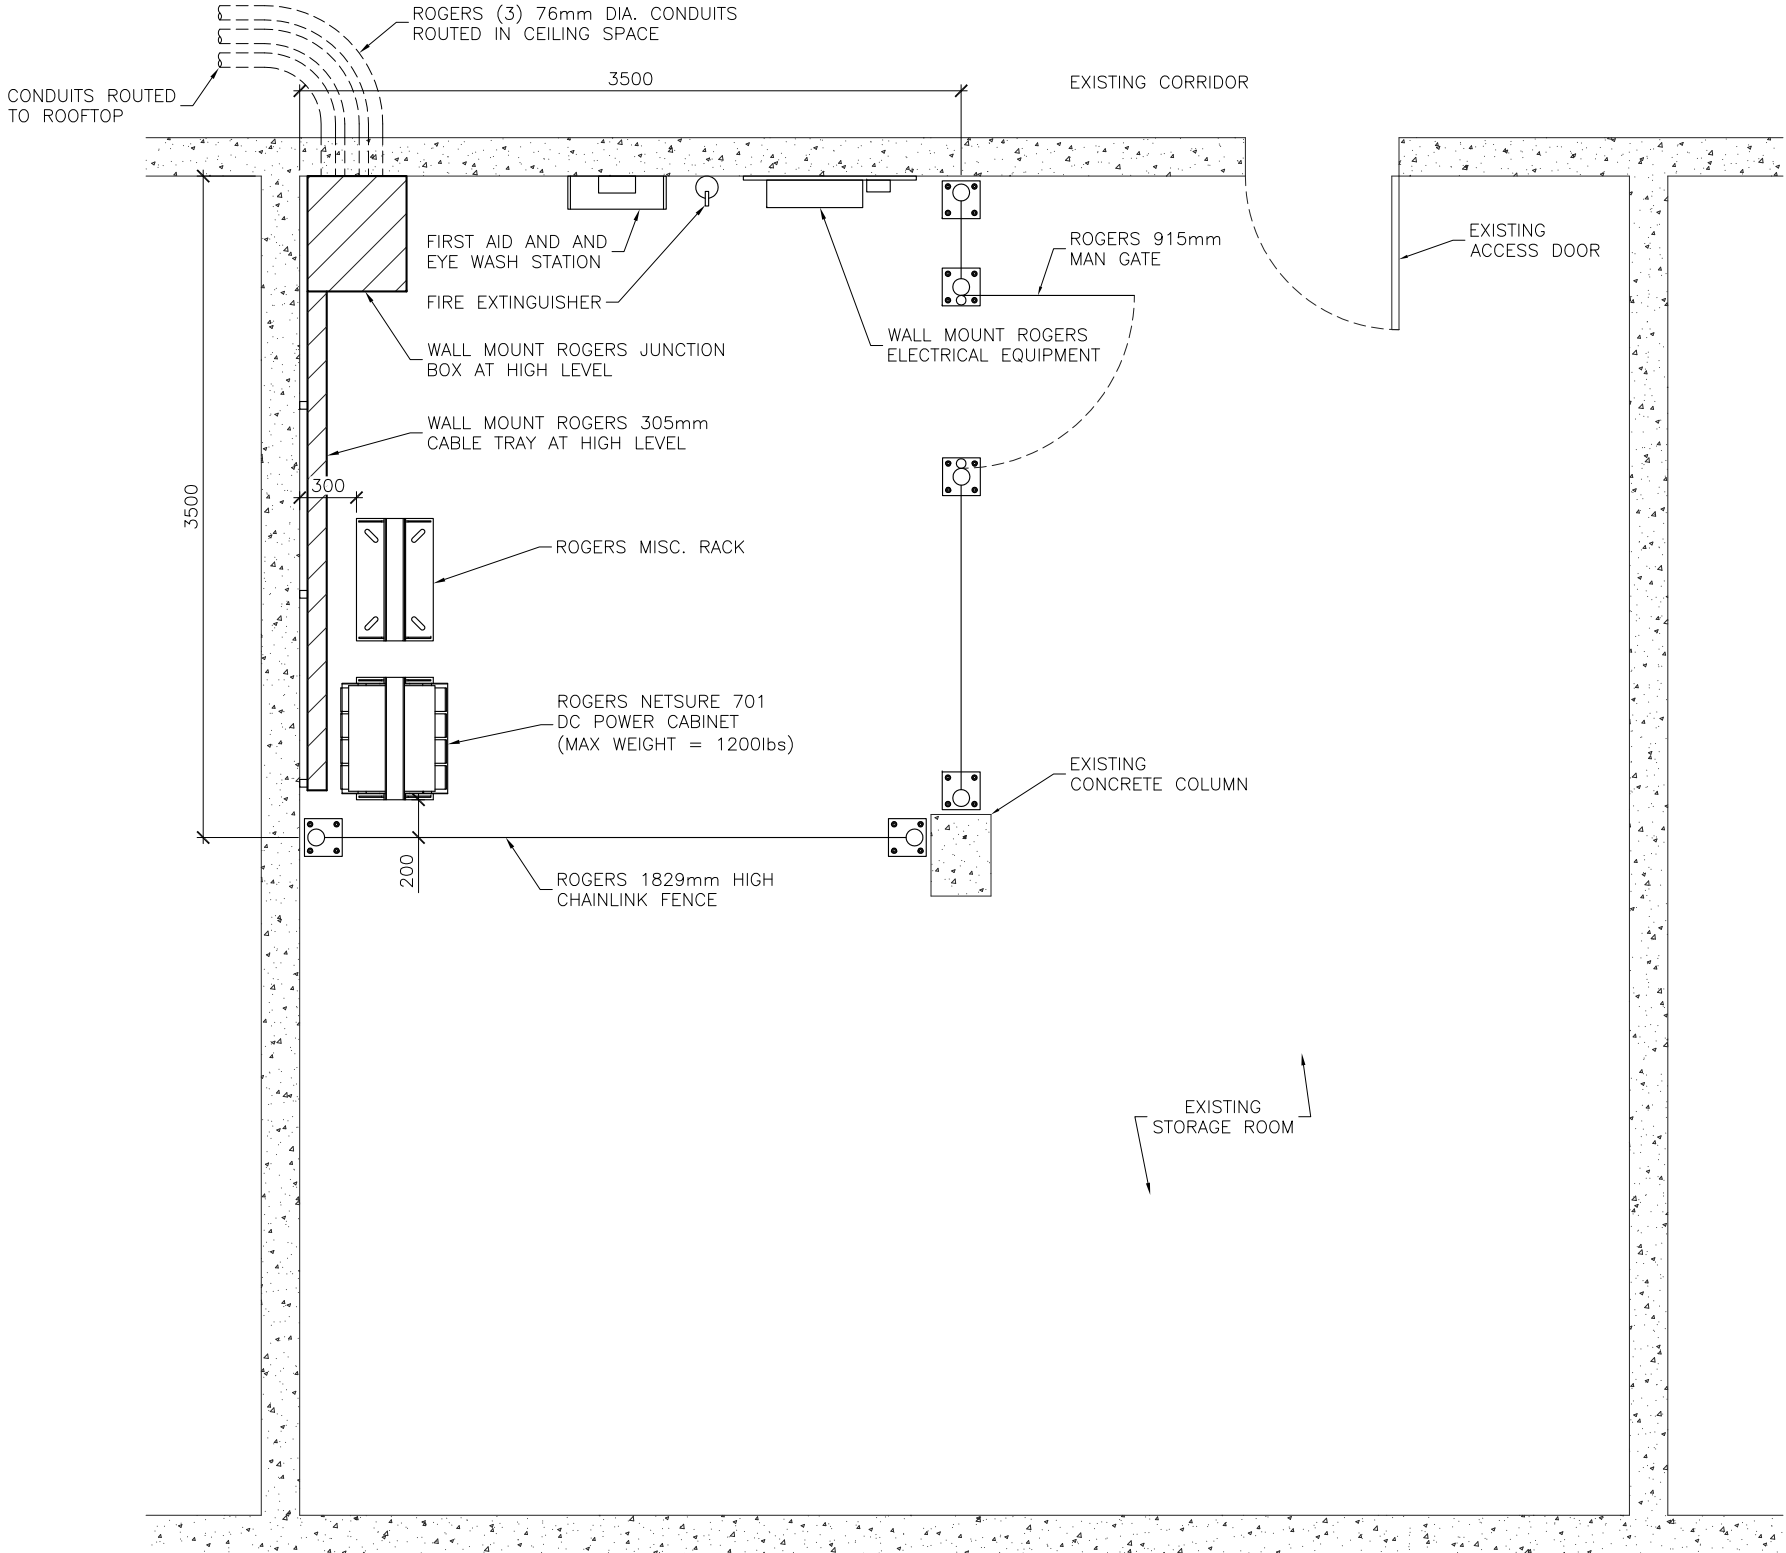 ROGERS (3) 76mm DIA. CONDUITS
ROUTED IN CEILING SPACE
CONDUITS ROUTED
TO ROOFTOP
3500
EXISTING CORRIDOR
FIRST AID AND AND
EYE WASH STATION
FIRE EXTINGUISHER
ROGERS 915mm
MAN GATE
EXISTING
ACCESS DOOR
WALL MOUNT ROGERS JUNCTION
BOX AT HIGH LEVEL
WALL MOUNT ROGERS
ELECTRICAL EQUIPMENT
WALL MOUNT ROGERS 305mm
CABLE TRAY AT HIGH LEVEL
300
3500
ROGERS MISC. RACK
ROGERS NETSURE 701
DC POWER CABINET
(MAX WEIGHT = 1200lbs)
EXISTING
CONCRETE COLUMN
200
ROGERS 1829mm HIGH
CHAINLINK FENCE
EXISTING
STORAGE ROOM